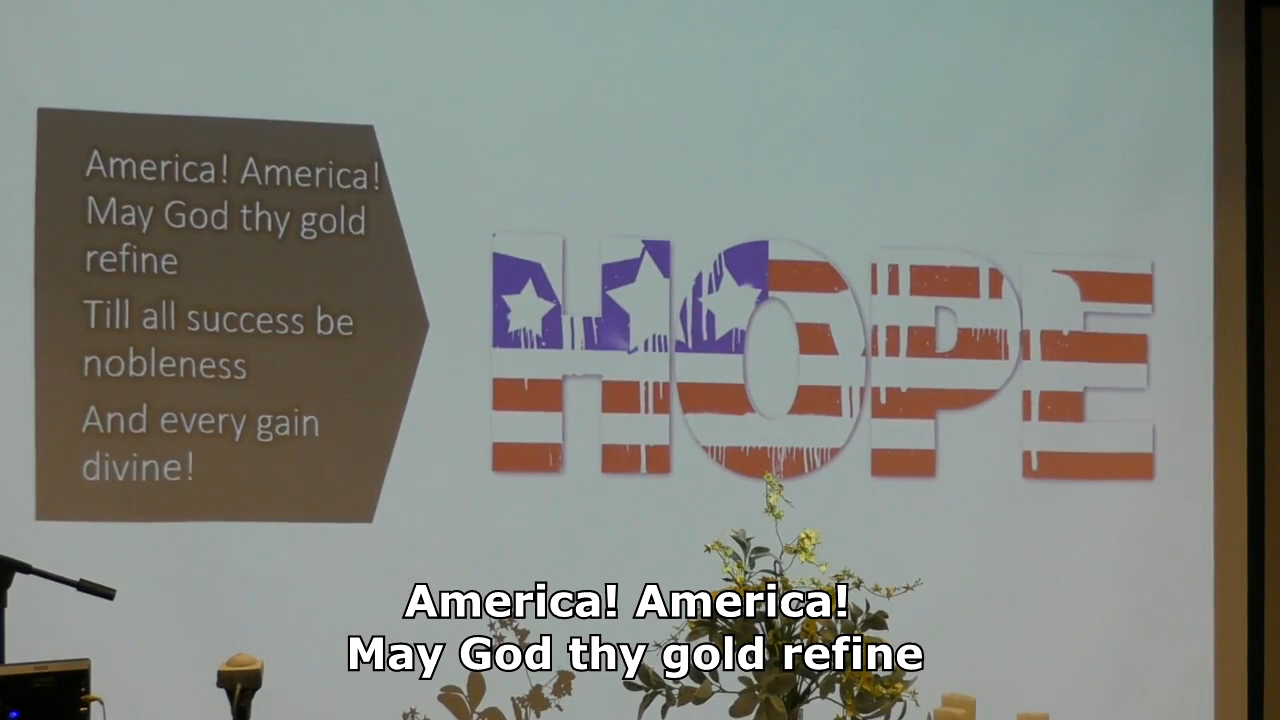 America! America!
May God thy gold
refine
Till all success be
nobleness
And every gain
divine!
HOPE
America! America!
May God thy gold refine